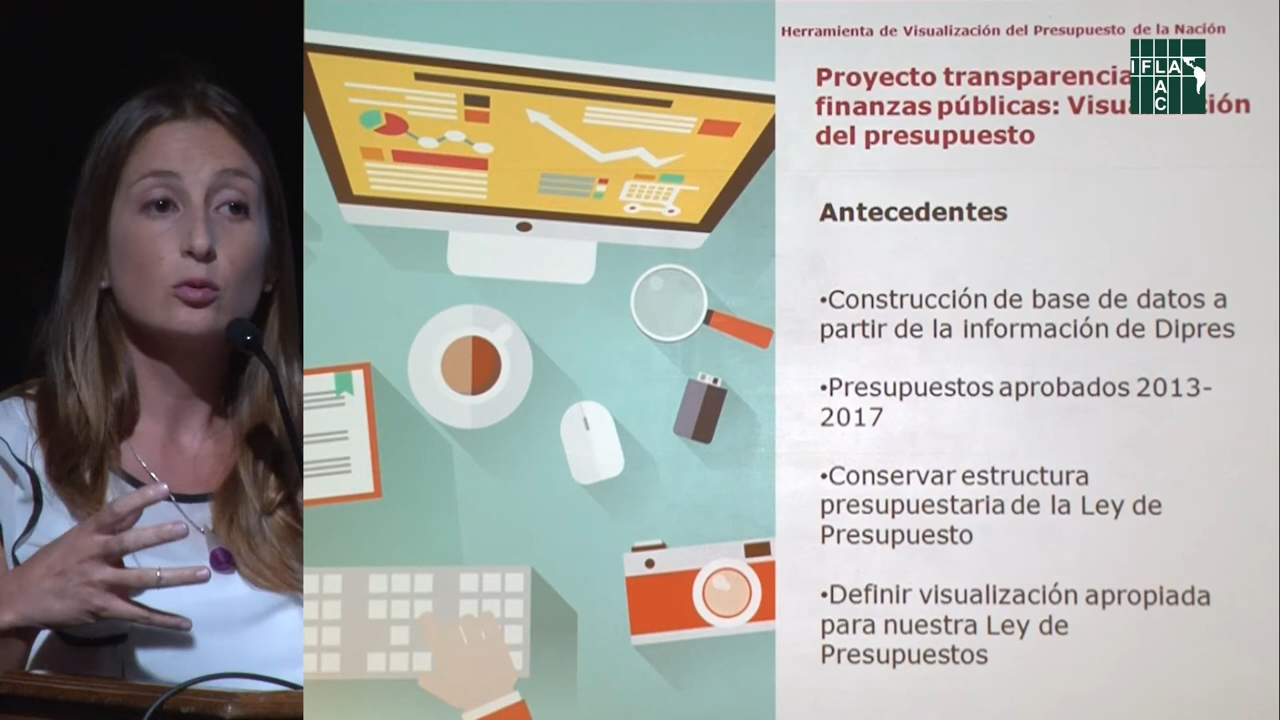 Herramienta de Visualización del Presupuesto de la Nación
IFLA
LAC
Proyecto transparencia
finanzas públicas:
del presupuesto
Antecedentes
•Construcción de base de datos a
partir de la información de Dipres
•Presupuestos aprobados 2013-
2017
•Conservar estructura
presupuestaria de la Ley de
Presupuesto
•Definir visualización apropiada
para nuestra Ley de
Presupuestos